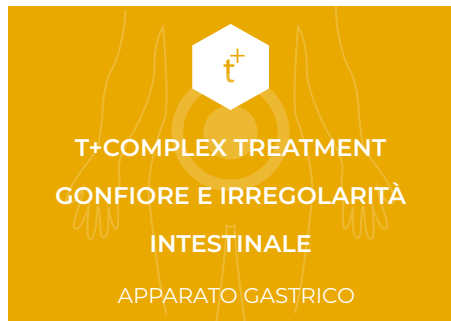 t+
T+COMPLEX TREATMENT
GONFIORE E IRREGOLARITÀ
INTESTINALE
APPARATO GASTRICO